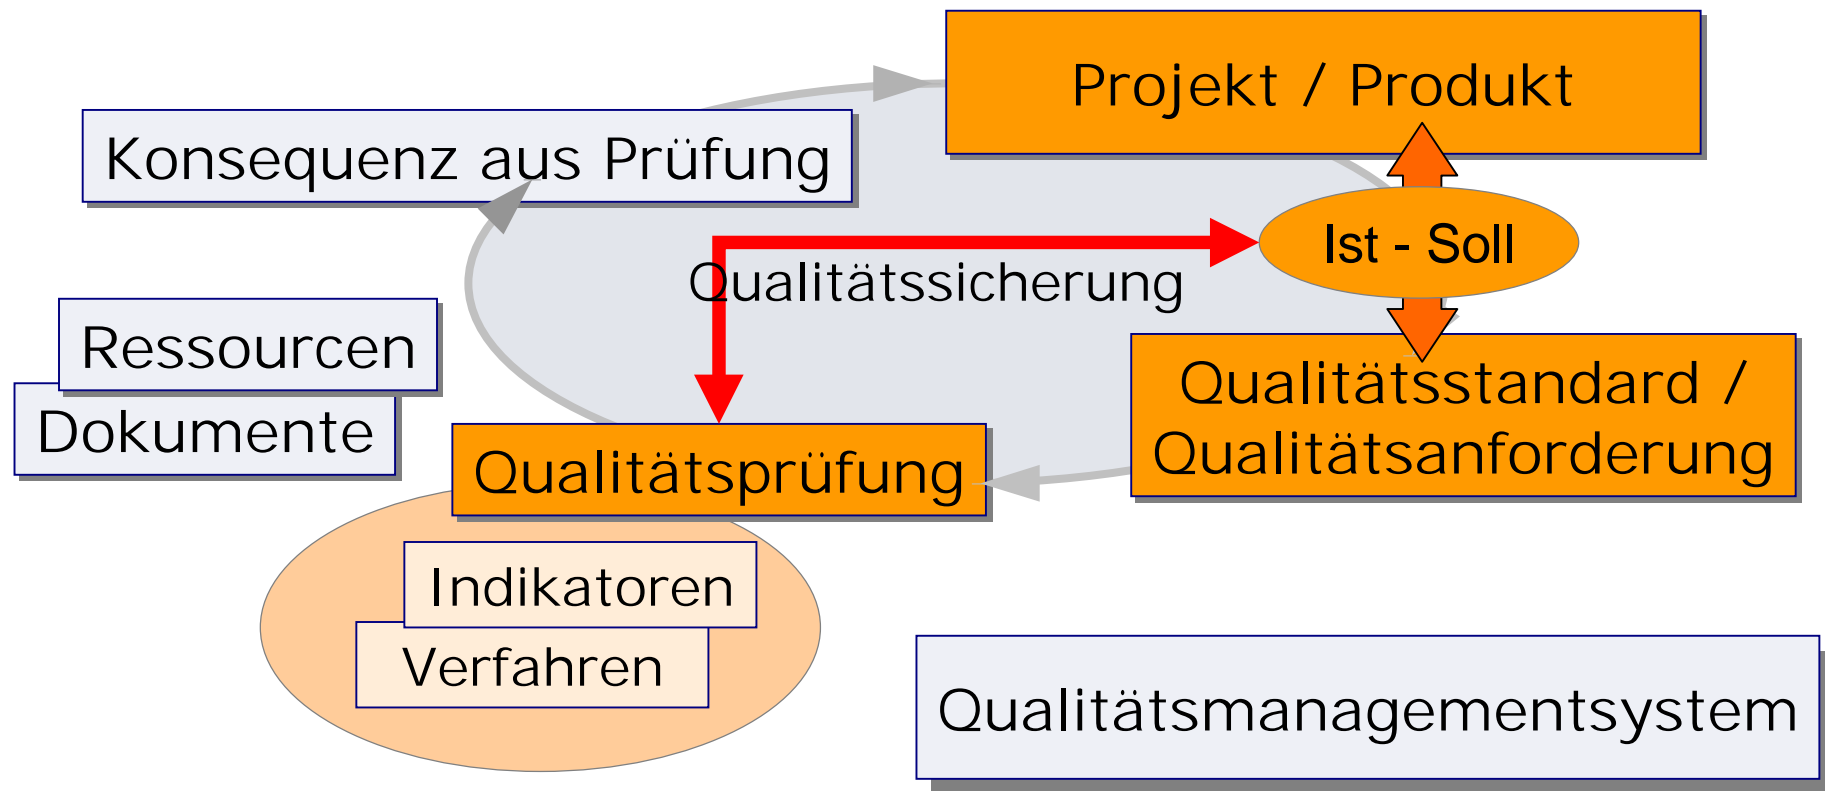 Projekt / Produkt
Konsequenz aus Prüfung
Ist - Soll
Qualitätssicherung
Ressourcen
Dokumente
Qualitätsstandard /
Qualitätsanforderung
Qualitätsprüfung
Indikatoren
Verfahren
Qualitätsmanagementsystem